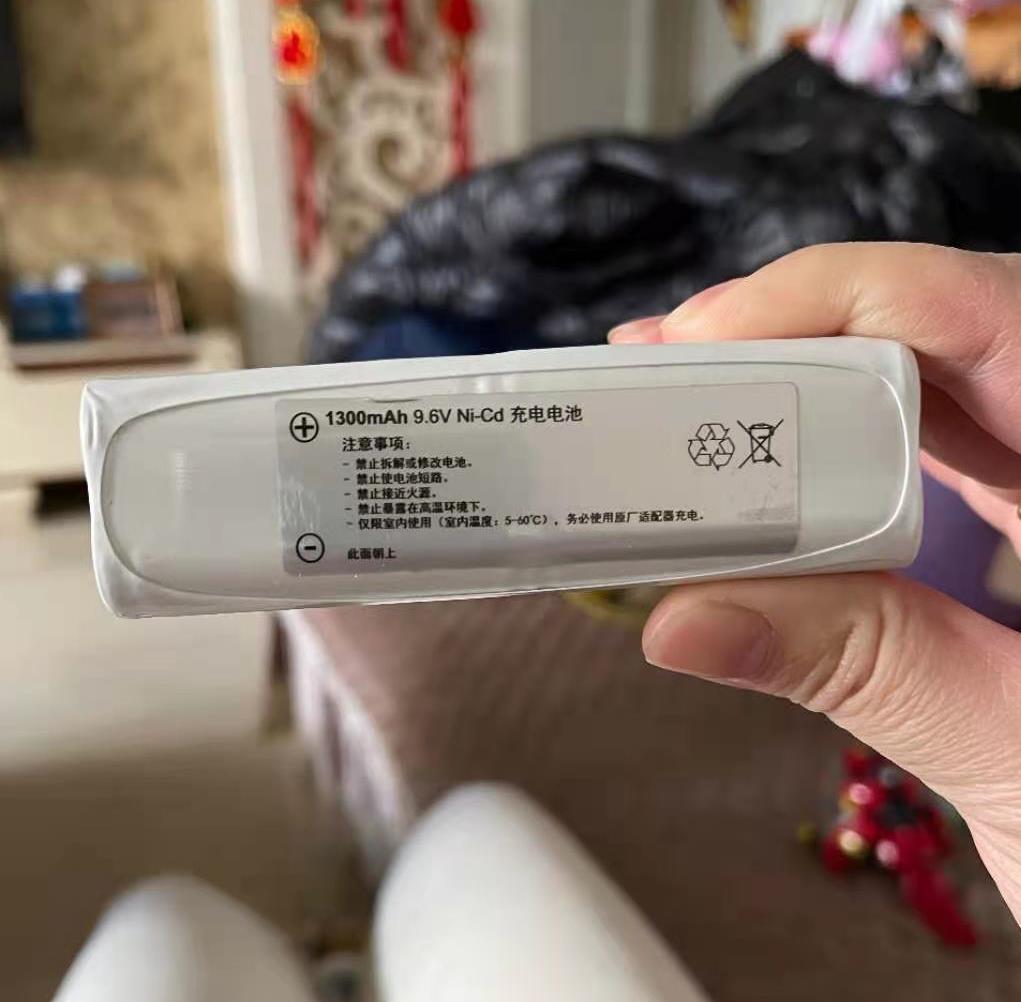 1300mAh 9.6V Ni-Cd 充电电池
注意事项:
- 禁止拆解或修改电池。
- 禁止使电池短路。
- 禁止接近火源。
- 禁止暴露在高温环境下。
- 仅限室内使用（室内温度：5-60℃），务必使用原厂适配器充电。
此面朝上